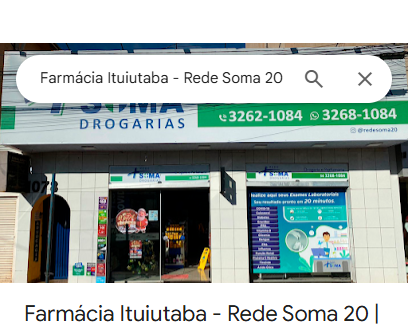 Farmácia Ituiutaba - Rede Soma 20
SOMA
DROGARIAS
3262-1084 3268-1084
@redesoma20
SOMA
3268-1084
Realize aqui seus Exames Laboratoriais
Seu resultado pronto em 20 minutos.
SOMA
Farmácia Ituiutaba - Rede Soma 20 |